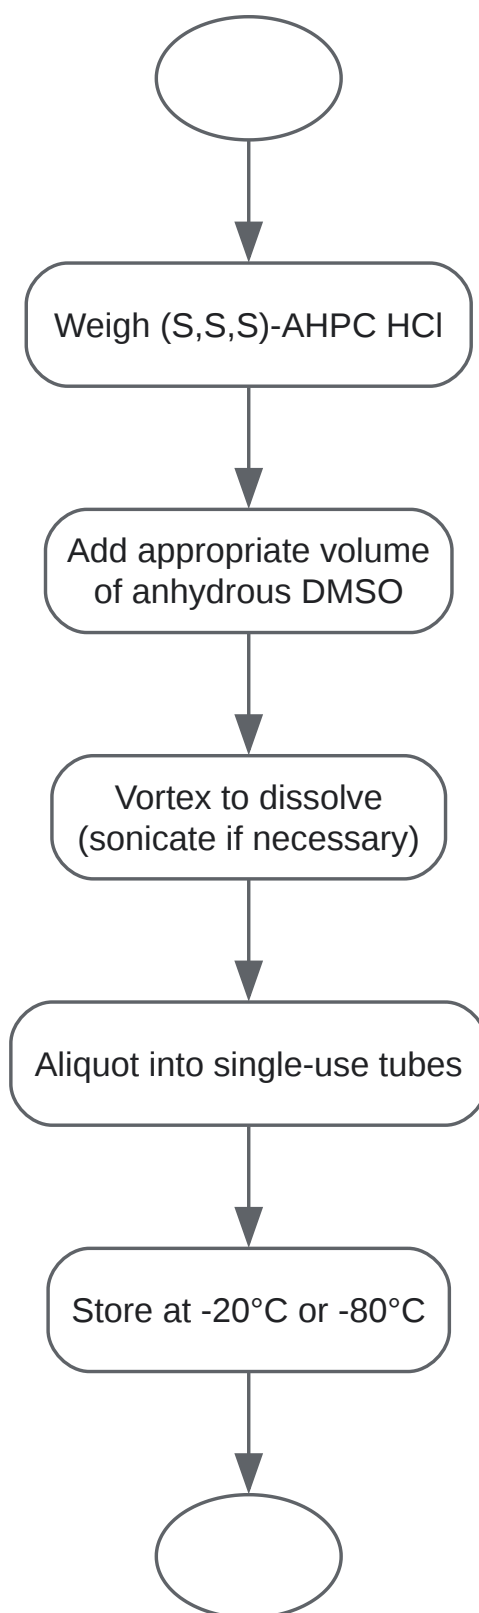 Weigh (S,S,S)-AHPC HCl
Add appropriate volume
of anhydrous DMSO
Vortex to dissolve
(sonicate if necessary)
Aliquot into single-use tubes
Store at -20°C or -80°C